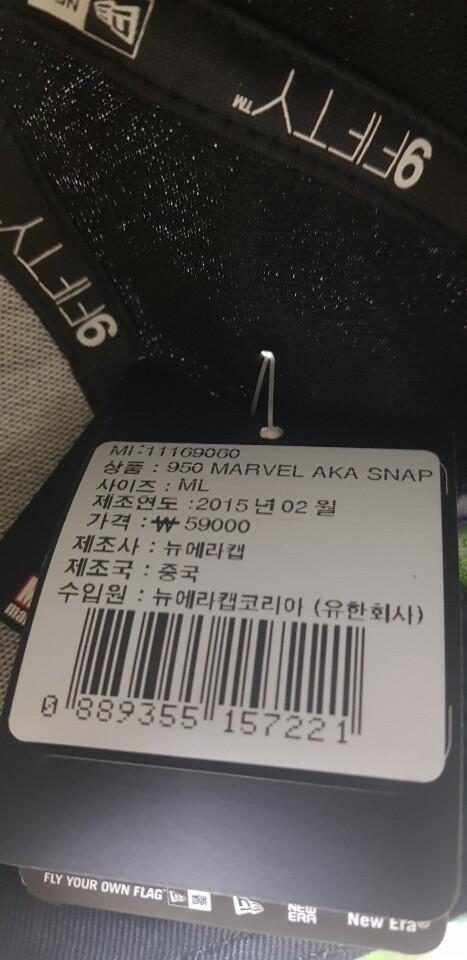 9FIFTY™
9FIFTY
MI:11169060
상품 : 950 MARVEL AKA SNAP
사이즈 : ML
제조연도 :2015 년 02 월
가격 :₩ 59000
제조사 : 뉴에라캡
제조국 : 중국
수입원 : 뉴에라캡코리아 (유한회사)
0 889355 157221
FLY YOUR OWN FLAG™
NEW ERA
New Era®